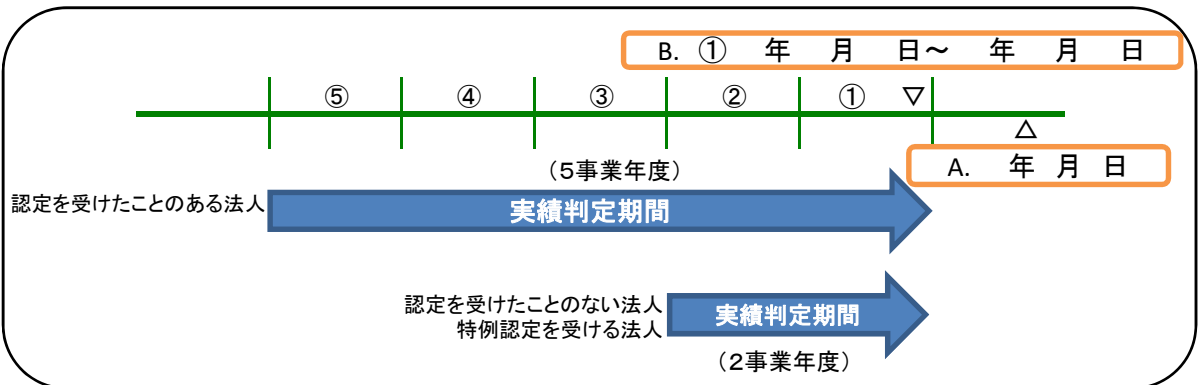 B. ① 年 月 日～ 年 月 日
⑤ ④ ③ ② ① ▽
△
A. 年 月 日
（5事業年度）
認定を受けたことのある法人
実績判定期間
認定を受けたことのない法人
特例認定を受ける法人
実績判定期間
（２事業年度）